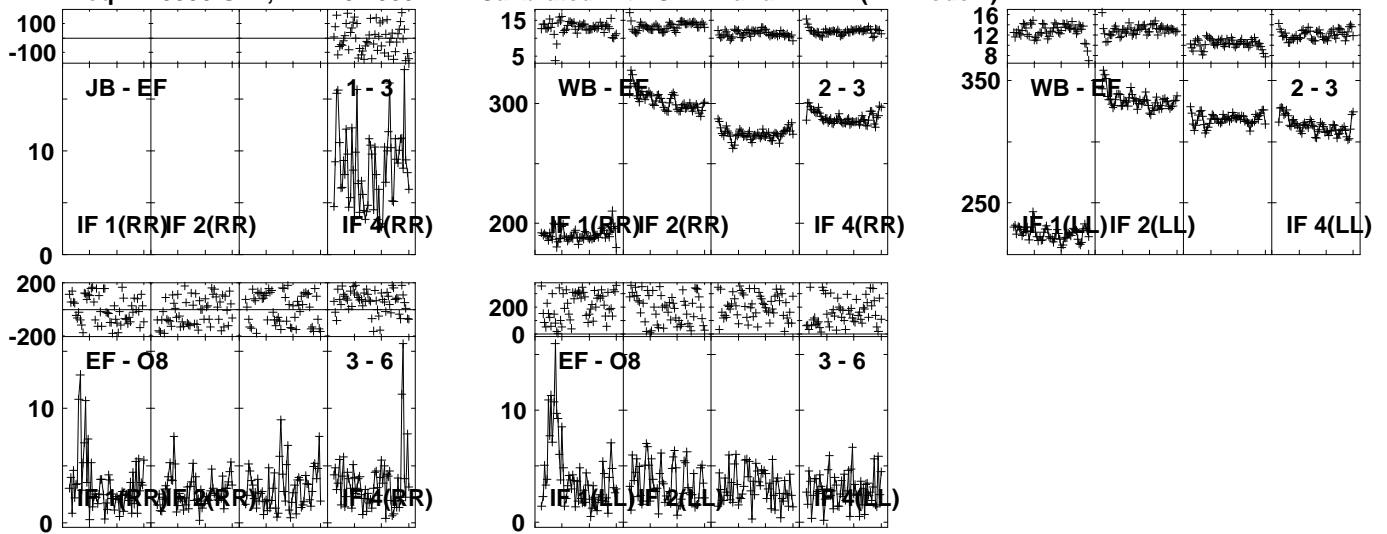 100
-100
JB - EF
1 - 3
10
0
IF 1(RR)
IF 2(RR)
IF 4(RR)
15
5
WB - EF
2 - 3
300
200
IF 1(RR)
IF 2(RR)
IF 4(RR)
16
12
8
WB - EF
2 - 3
350
250
IF 1(LL)
IF 2(LL)
IF 4(LL)
200
-200
EF - O8
3 - 6
10
0
IF 1(RR)
IF 2(RR)
IF 4(RR)
200
0
EF - O8
3 - 6
10
0
IF 1(LL)
IF 2(LL)
IF 4(LL)